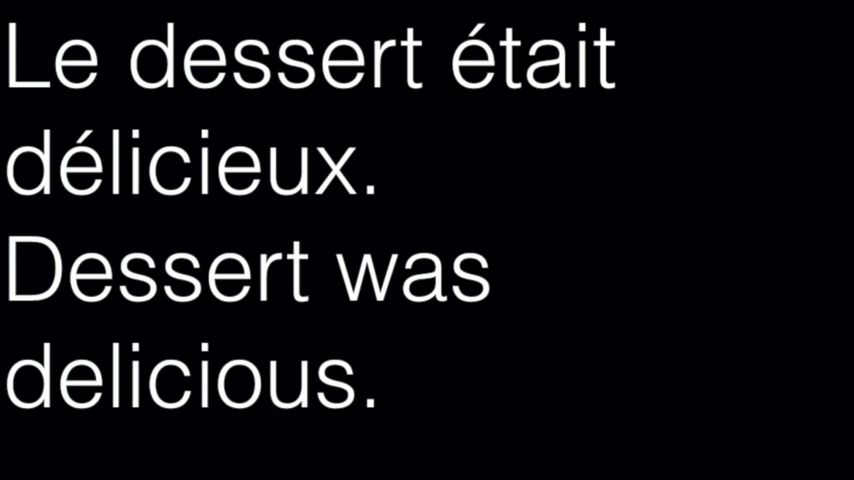 Le dessert était
délicieux.
Dessert was
delicious.